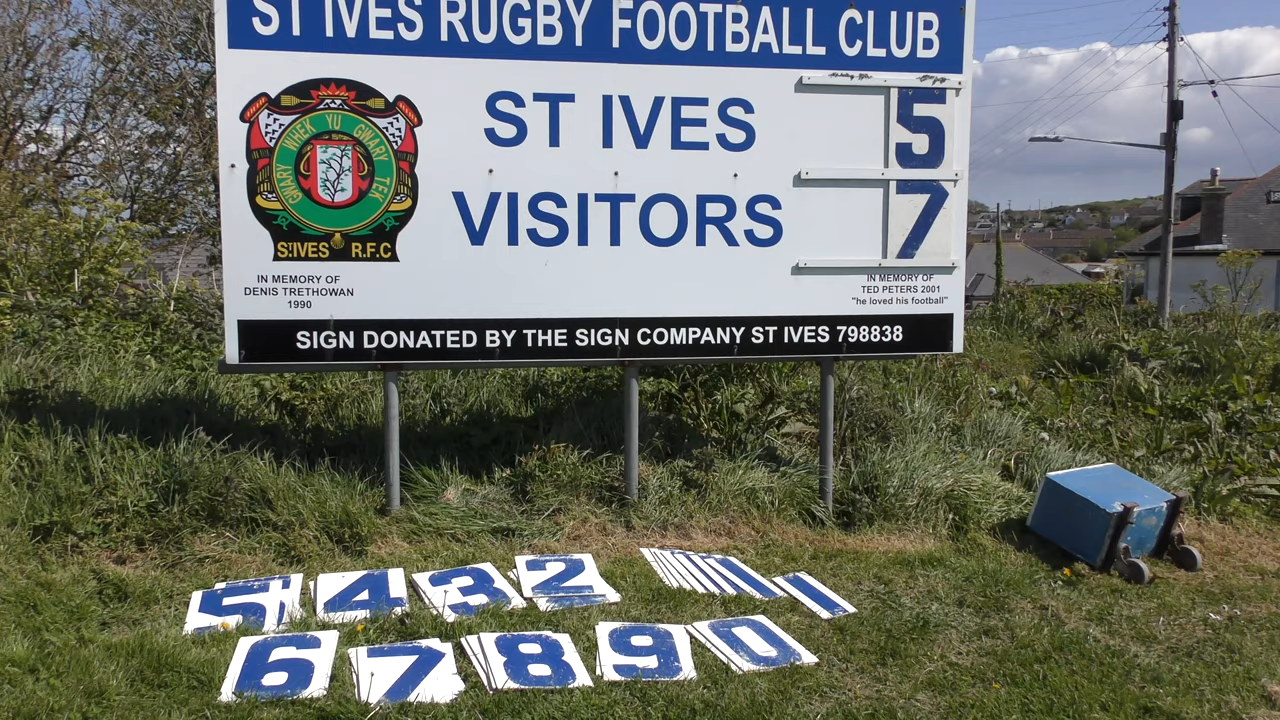 ST IVES RUGBY FOOTBALL CLUB
ST IVES 5
VISITORS 7
GWARY WHEK YU GWARY TEK
ST. IVES R.F.C
IN MEMORY OF
DENIS TRETHOWAN
1990
IN MEMORY OF
TED PETERS 2001
"he loved his football"
SIGN DONATED BY THE SIGN COMPANY ST IVES 798838
5 4 3 2 1 1
6 7 8 9 0